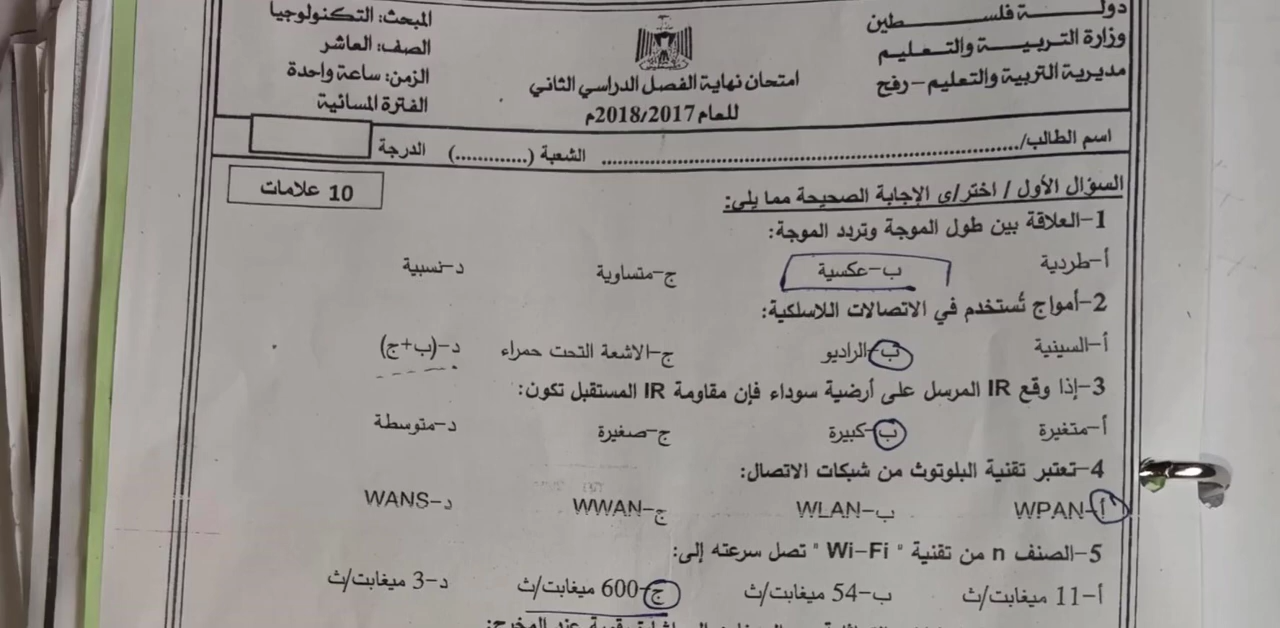 دولة فلسطين
وزارة التربية والتعليم
مديرية التربية والتعليم - رفح
امتحان نهاية الفصل الدراسي الثاني
للعام 2018/2017م
المبحث: التكنولوجيا
الصف: العاشر
الزمن: ساعة واحدة
الفترة المسائية
اسم الطالب/............................ الشعبة (............) الدرجة
السؤال الأول / اختر/ي الإجابة الصحيحة مما يلي: 10 علامات
1-العلاقة بين طول الموجة وتردد الموجة:
أ-طردية ب-عكسية ج-متساوية د-نسبية
2-أمواج تُستخدم في الاتصالات اللاسلكية:
أ-السينية ب-الراديو ج-الاشعة التحت حمراء د-(ب+ج)
3-إذا وقع IR المرسل على أرضية سوداء فإن مقاومة IR المستقبل تكون:
أ-متغيرة ب-كبيرة ج-صغيرة د-متوسطة
4-تعتبر تقنية البلوتوث من شبكات الاتصال:
أ-WPAN ب-WLAN ج-WWAN د-WANS
5-الصنف n من تقنية " Wi-Fi " تصل سرعته إلى:
أ-11 ميغابت/ث ب-54 ميغابت/ث ج-600 ميغابت/ث د-3 ميغابت/ث